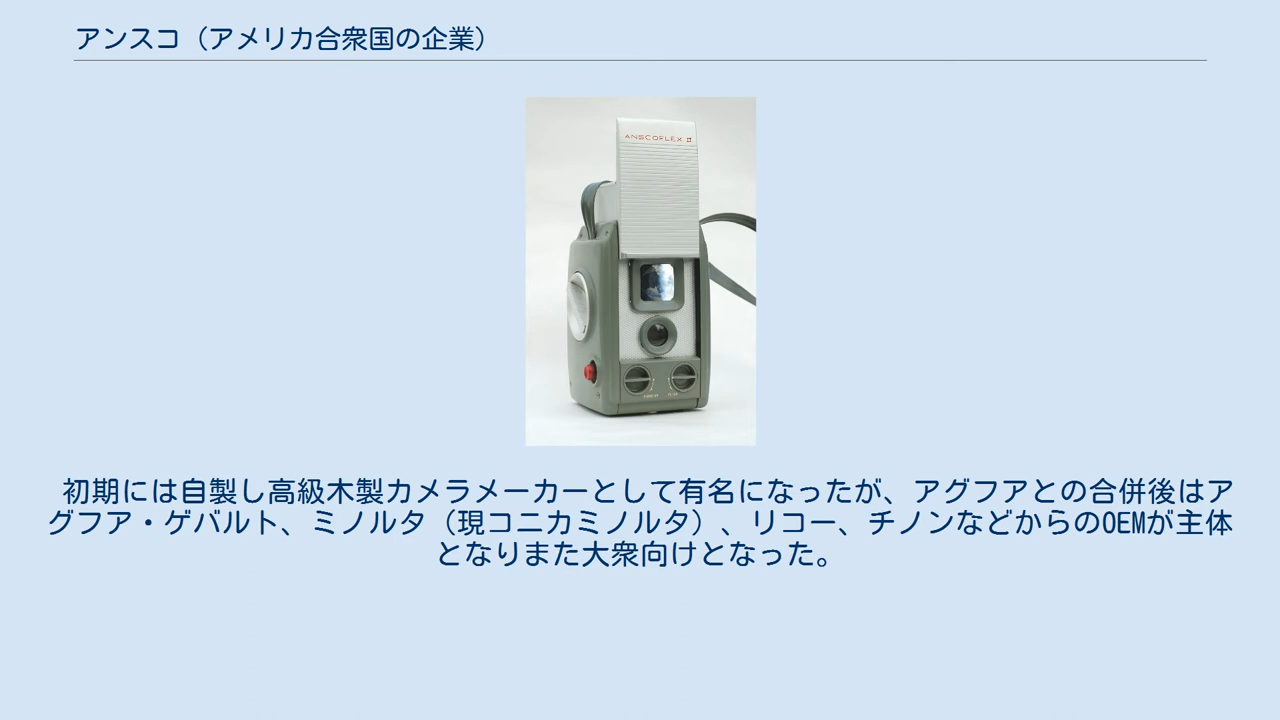 アンスコ（アメリカ合衆国の企業）
ANSCOFLEX II
初期には自製し高級木製カメラメーカーとして有名になったが、アグフアとの合併後はア
グフア・ゲバルト、ミノルタ（現コニカミノルタ）、リコー、チノンなどからのOEMが主体
となりまた大衆向けとなった。